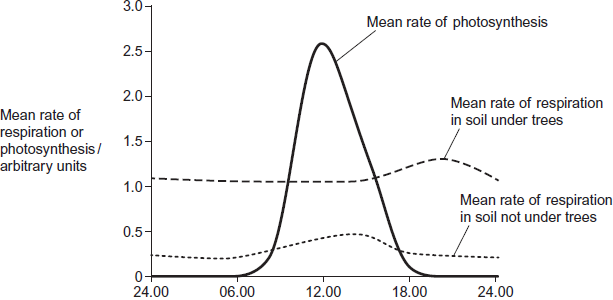 3.0
Mean rate of photosynthesis
2.5
2.0
Mean rate of
respiration or
photosynthesis /
arbitrary units
Mean rate of respiration
in soil under trees
1.5
1.0
Mean rate of respiration
in soil not under trees
0.5
0
24.00 06.00 12.00 18.00 24.00